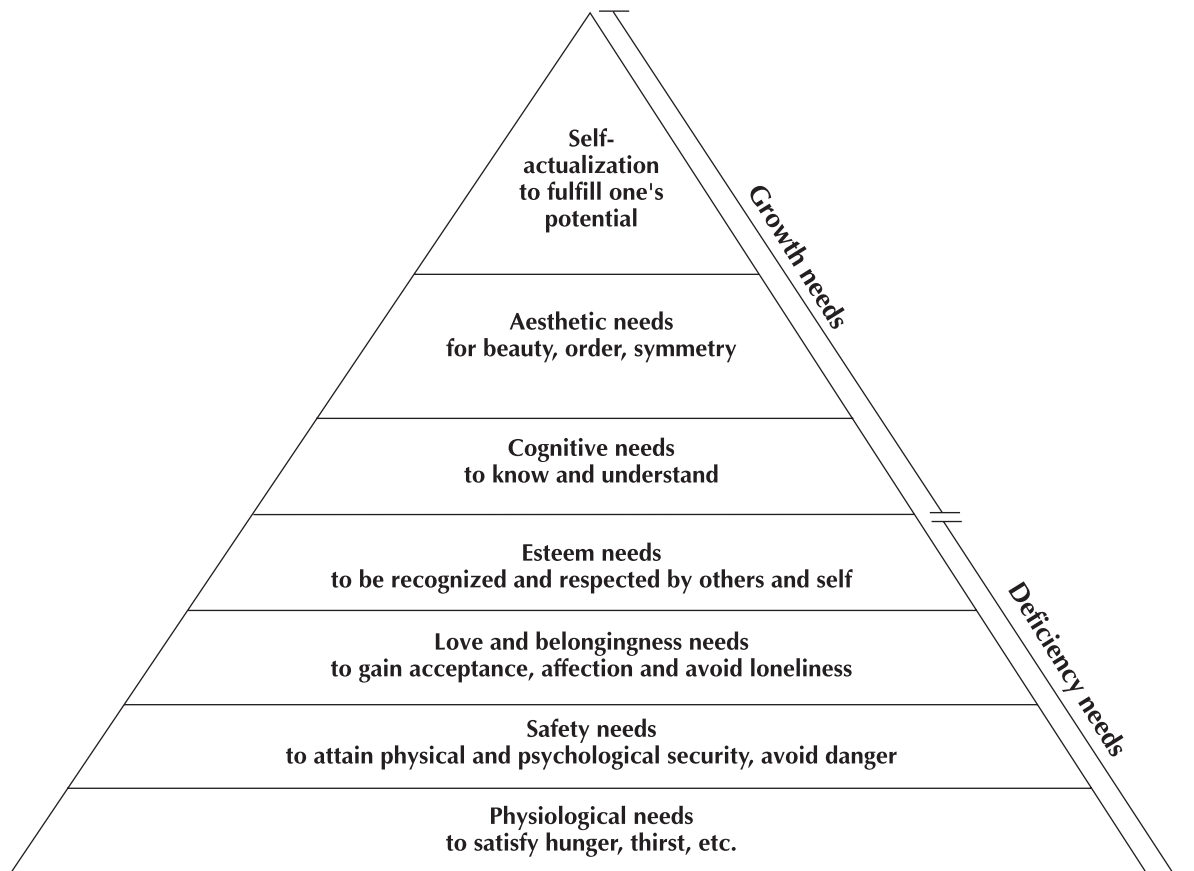 Self-
actualization
to fulfill one's
potential
Growth needs
Aesthetic needs
for beauty, order, symmetry
Cognitive needs
to know and understand
Esteem needs
to be recognized and respected by others and self
Deficiency needs
Love and belongingness needs
to gain acceptance, affection and avoid loneliness
Safety needs
to attain physical and psychological security, avoid danger
Physiological needs
to satisfy hunger, thirst, etc.